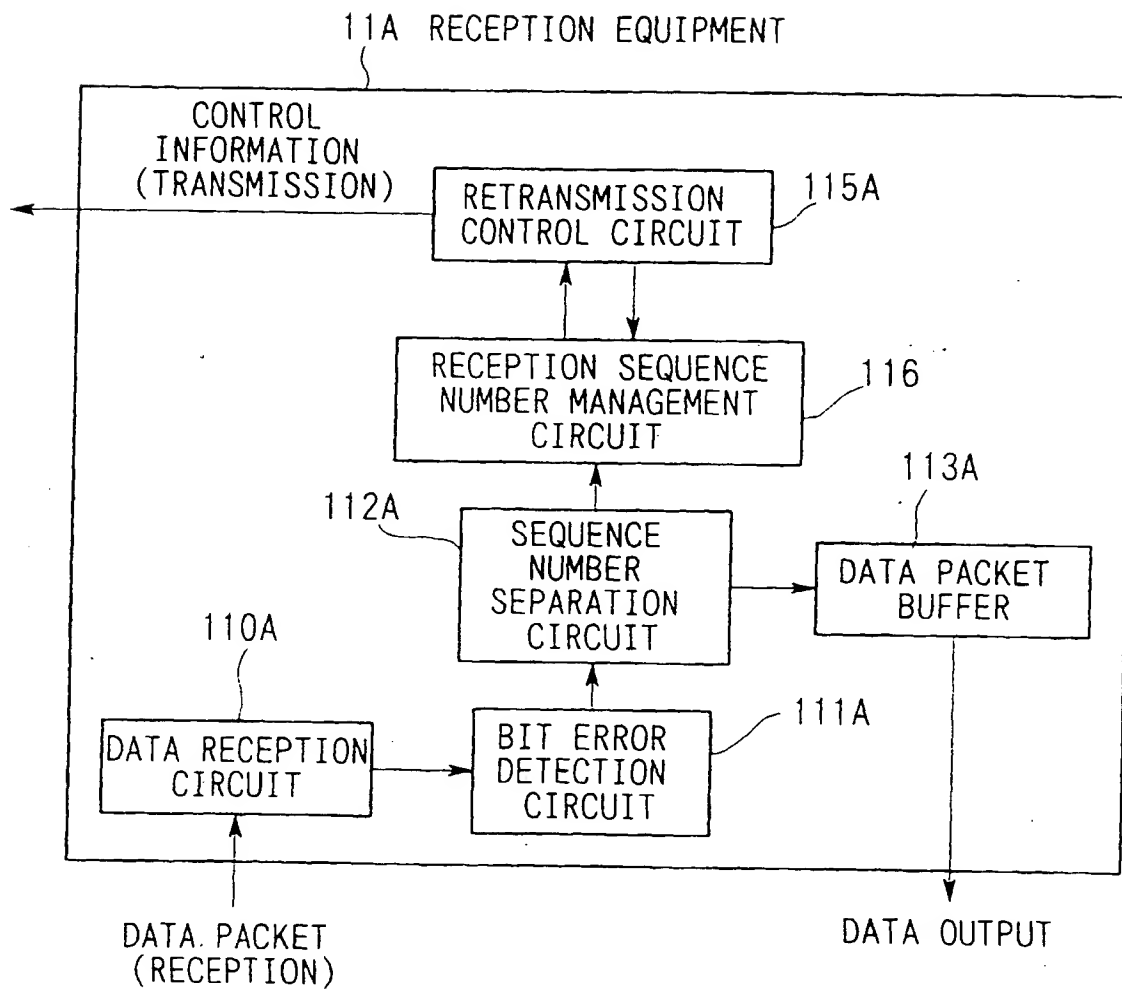 11A RECEPTION EQUIPMENT
CONTROL
INFORMATION
(TRANSMISSION)
RETRANSMISSION
CONTROL CIRCUIT
115A
RECEPTION SEQUENCE
NUMBER MANAGEMENT
CIRCUIT
116
113A
112A
SEQUENCE
NUMBER
SEPARATION
CIRCUIT
DATA PACKET
BUFFER
110A
111A
DATA RECEPTION
CIRCUIT
BIT ERROR
DETECTION
CIRCUIT
DATA. PACKET
(RECEPTION)
DATA OUTPUT